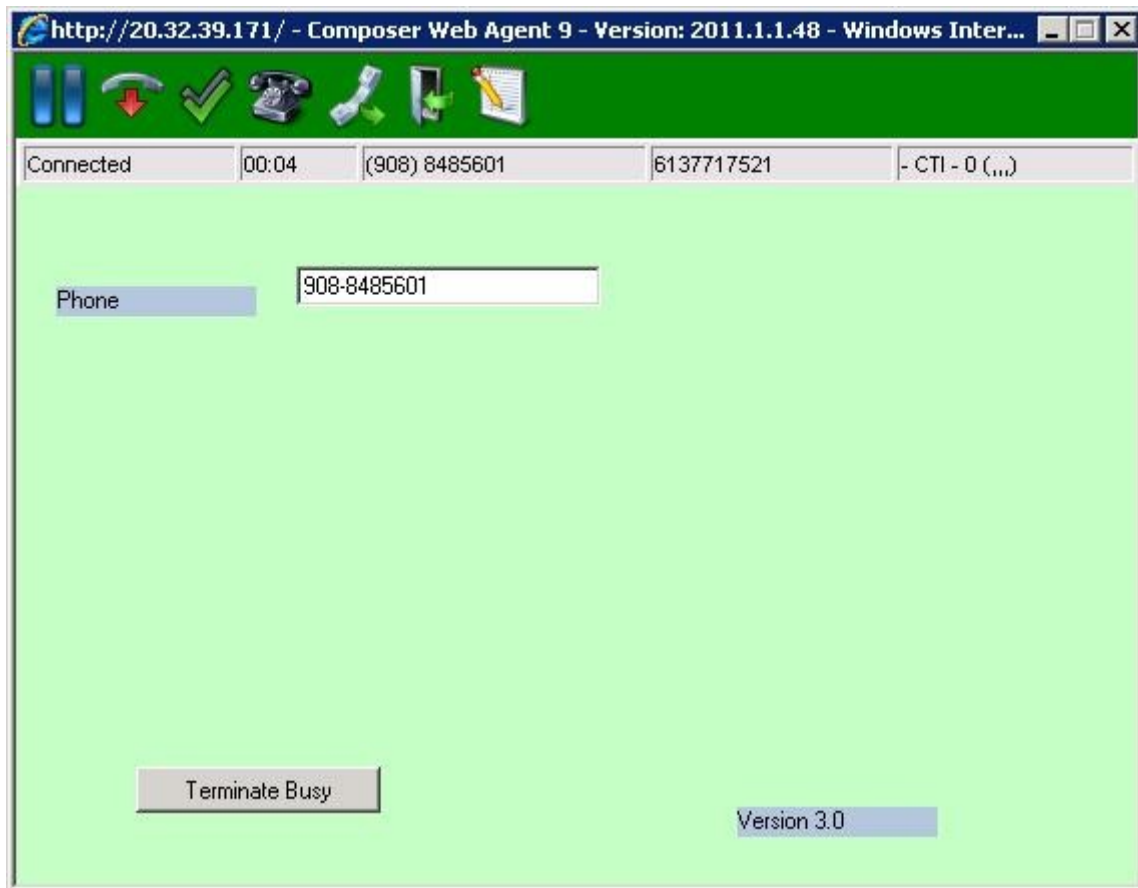 http://20.32.39.171/ - Composer Web Agent 9 - Version: 2011.1.1.48 - Windows Inter...
Connected 00:04 (908) 8485601 6137717521 - CTI - 0 (,,,)
Phone 908-8485601
Terminate Busy
Version 3.0